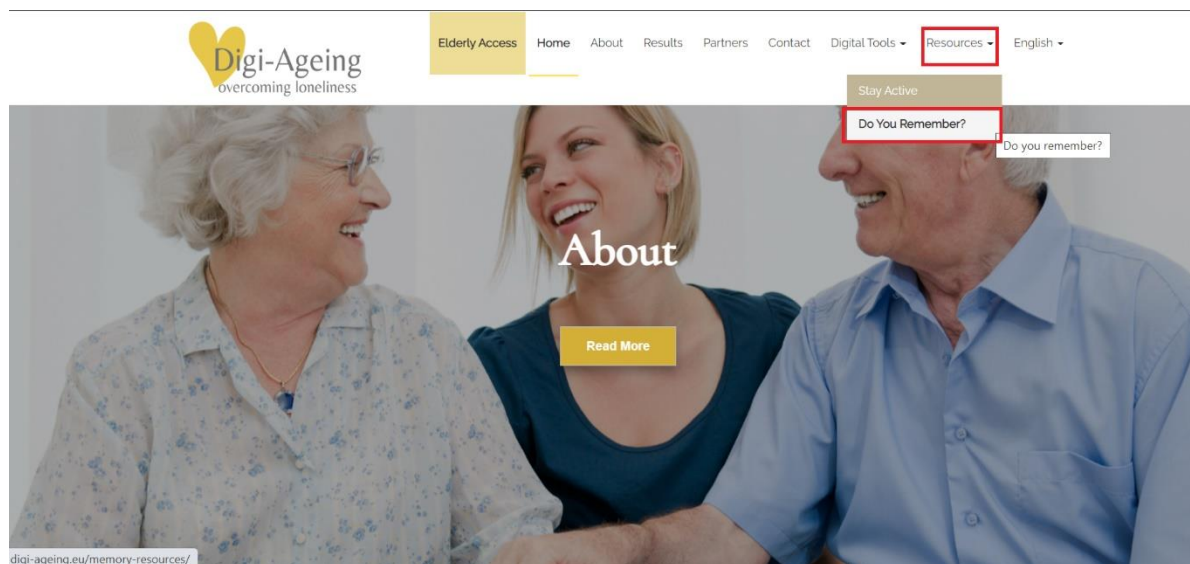 Digi-Ageing
overcoming loneliness
Elderly Access Home About Results Partners Contact Digital Tools Resources English
Stay Active
Do You Remember?
Do you remember?
About
Read More
digi-ageing.eu/memory-resources/